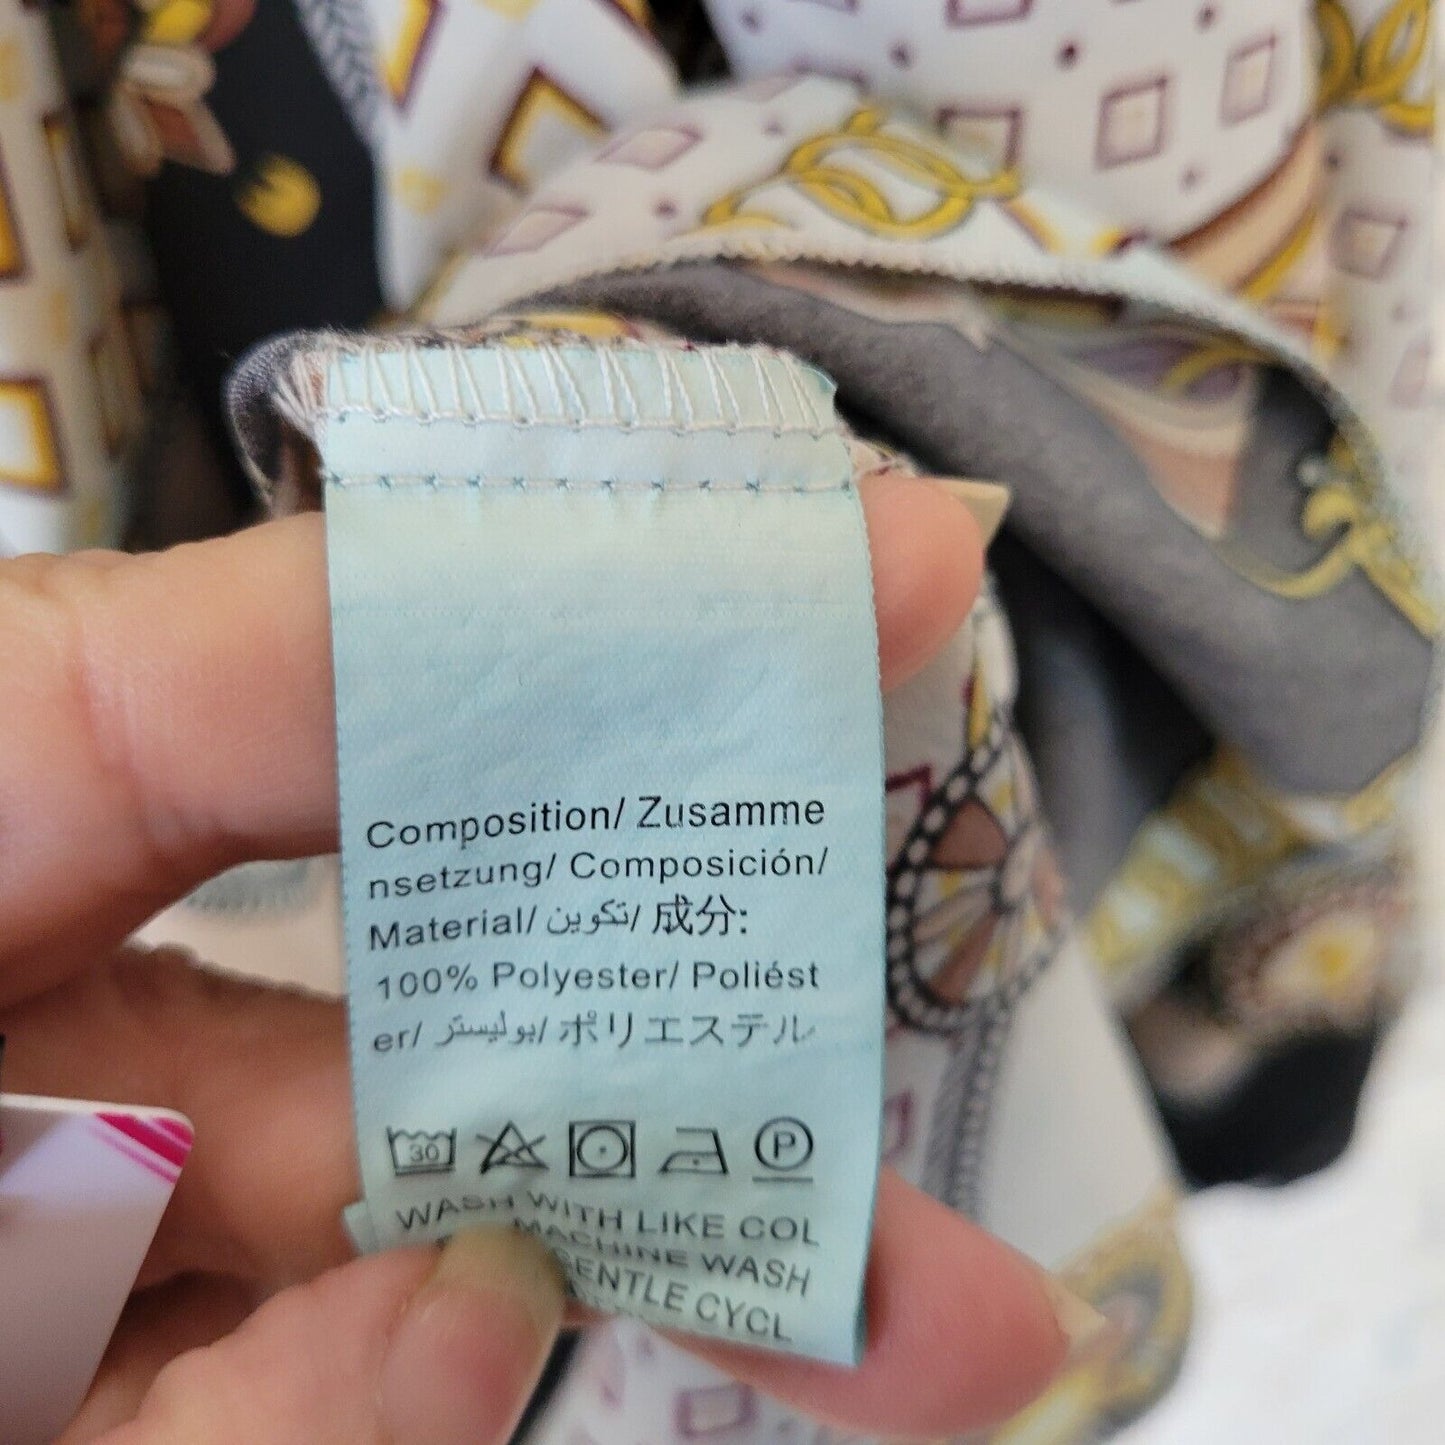 Composition/ Zusamme
nsetzung/ Composición/
Material/ تكوين/ 成分:
100% Polyester/ Poliést
er/ بوليستر/ ポリエステル
30 P
WASH WITH LIKE COL
MACHINE WASH
GENTLE CYCL